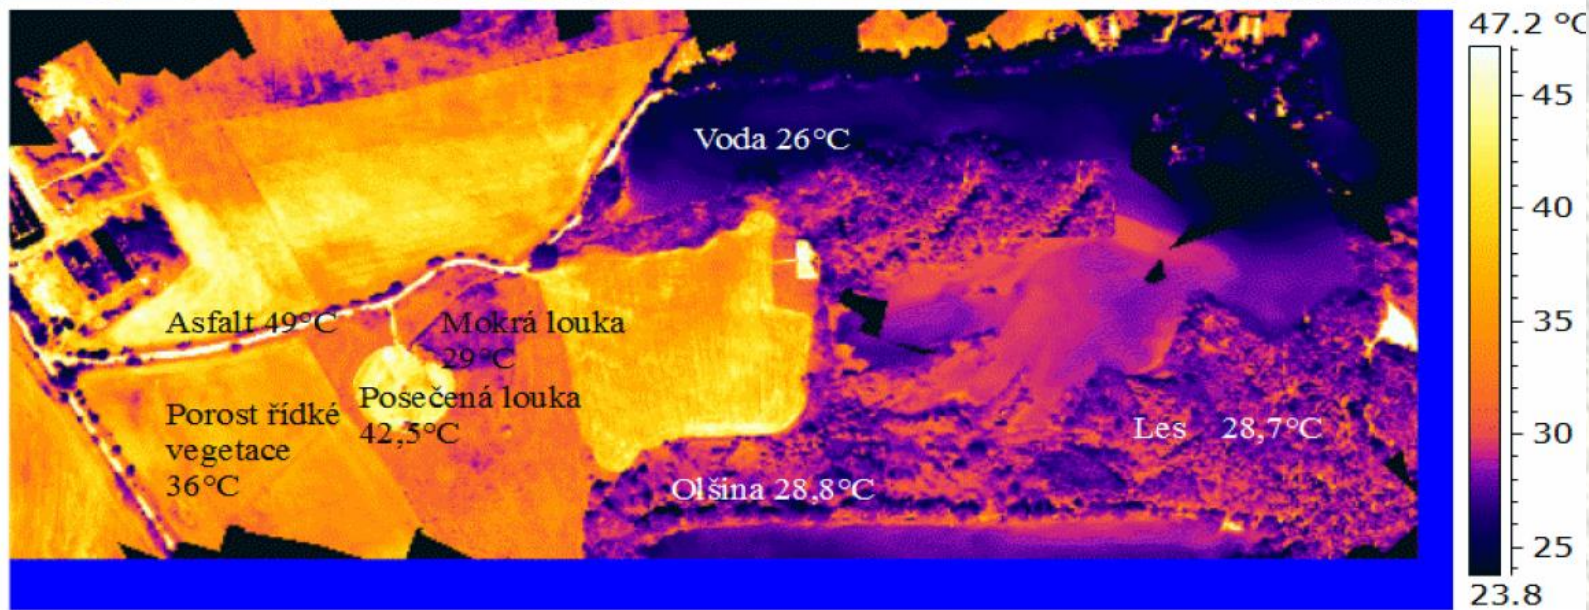 47.2 °C
45
Voda 26°C
40
Asfalt 49°C
Mokrá louka
29°C
35
Posečená louka
42,5°C
Porost řídké
vegetace
36°C
Les 28,7°C
30
Olšina 28,8°C
25
23.8